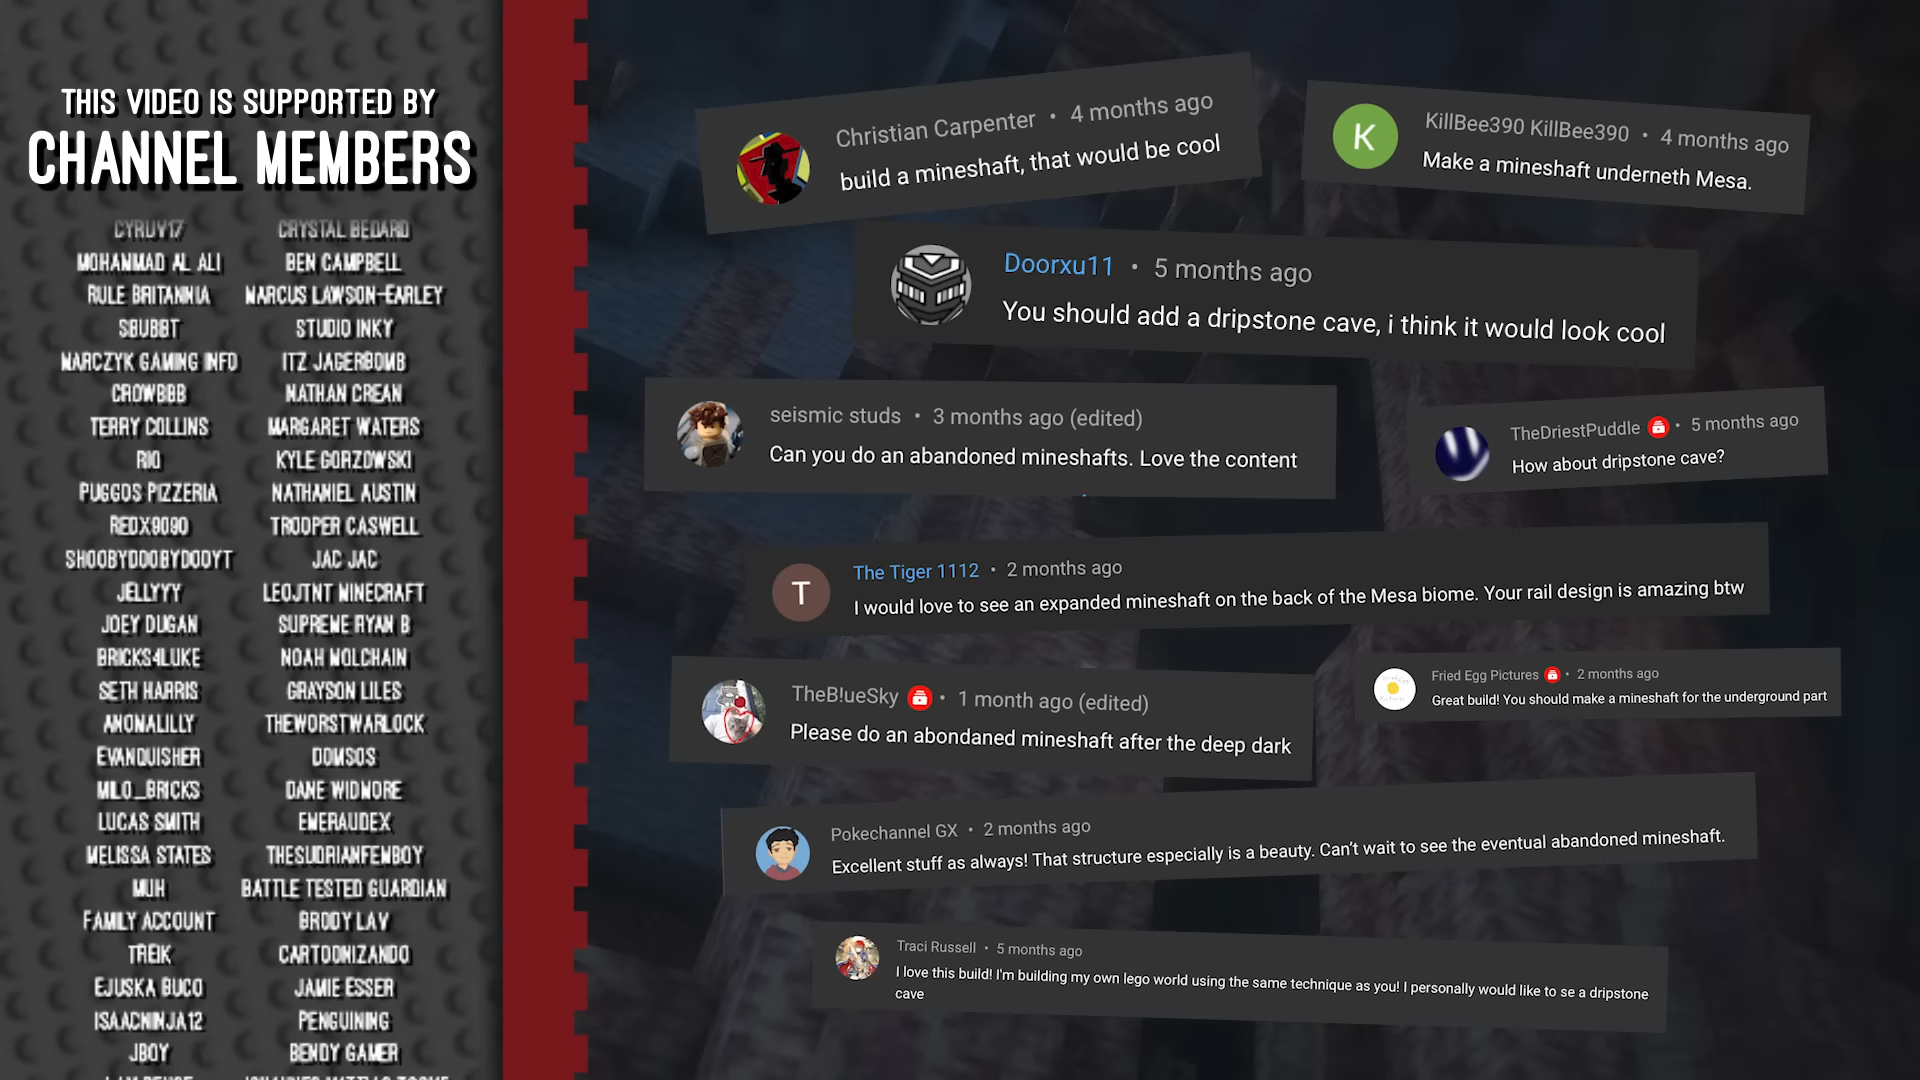 THIS VIDEO IS SUPPORTED BY
CHANNEL MEMBERS
CYRUV17 CRYSTAL BEDARD
MOHAMMAD AL ALI BEN CAMPBELL
RULE BRITANNIA MARCUS LAWSON-EARLEY
SBUBBT STUDIO INKY
NARCZYK GAMING INFO ITZ JAGERBOMB
CROWBBB NATHAN CREAN
TERRY COLLINS MARGARET WATERS
RIO KYLE GORZOWSKI
PUGGOS PIZZERIA NATHANIEL AUSTIN
REDX9090 TROOPER CASWELL
SHOOBYDOOBYDODYT JAC JAC
JELLYYY LEOJTNT MINECRAFT
JOEY DUGAN SUPREME RYAN B
BRICKS4LUKE NOAH MOLCHAIN
SETH HARRIS GRAYSON LILES
ANOMALILLY THEWORSTWARLOCK
EVANQUISHER DOMSOS
MILO_BRICKS DANE WIDMORE
LUCAS SMITH EMERAUDEX
MELISSA STATES THESUDRIANFEMBOY
MUH BATTLE TESTED GUARDIAN
FAMILY ACCOUNT BRODY LAV
TREIK CARTOONIZANDO
EJUSKA BUCO JAMIE ESSER
ISAACNINJA12 PENGUINING
JBOY BENDY GAMER
Christian Carpenter • 4 months ago
build a mineshaft, that would be cool
K
KillBee390 KillBee390 • 4 months ago
Make a mineshaft underneth Mesa.
Doorxu11 • 5 months ago
You should add a dripstone cave, i think it would look cool
seismic studs • 3 months ago (edited)
Can you do an abandoned mineshafts. Love the content
TheDriestPuddle • 5 months ago
How about dripstone cave?
T
The Tiger 1112 • 2 months ago
I would love to see an expanded mineshaft on the back of the Mesa biome. Your rail design is amazing btw
TheB!ueSky • 1 month ago (edited)
Please do an abondaned mineshaft after the deep dark
Fried Egg Pictures • 2 months ago
Great build! You should make a mineshaft for the underground part
Pokechannel GX • 2 months ago
Excellent stuff as always! That structure especially is a beauty. Can't wait to see the eventual abandoned mineshaft.
Traci Russell • 5 months ago
I love this build! I'm building my own lego world using the same technique as you! I personally would like to se a dripstone
cave